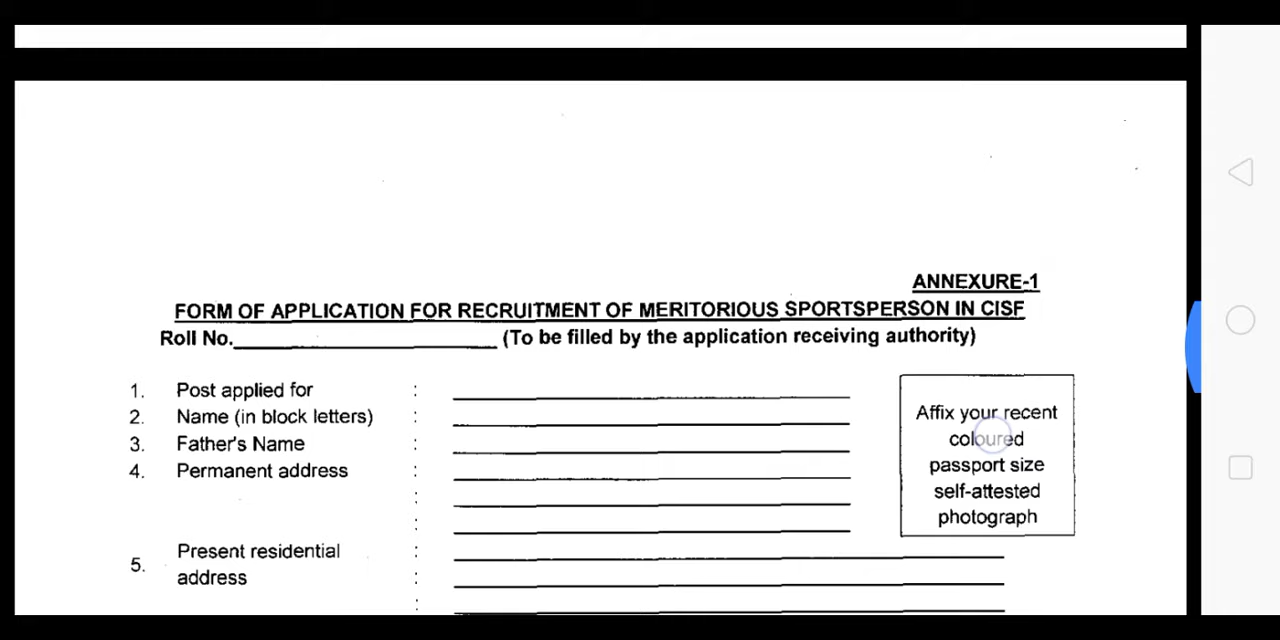 ANNEXURE-1
FORM OF APPLICATION FOR RECRUITMENT OF MERITORIOUS SPORTSPERSON IN CISF
Roll No.____________________ (To be filled by the application receiving authority)
1. Post applied for :
2. Name (in block letters) :
3. Father's Name :
4. Permanent address :
:
:
5. Present residential address :
:
:
Affix your recent
coloured
passport size
self-attested
photograph